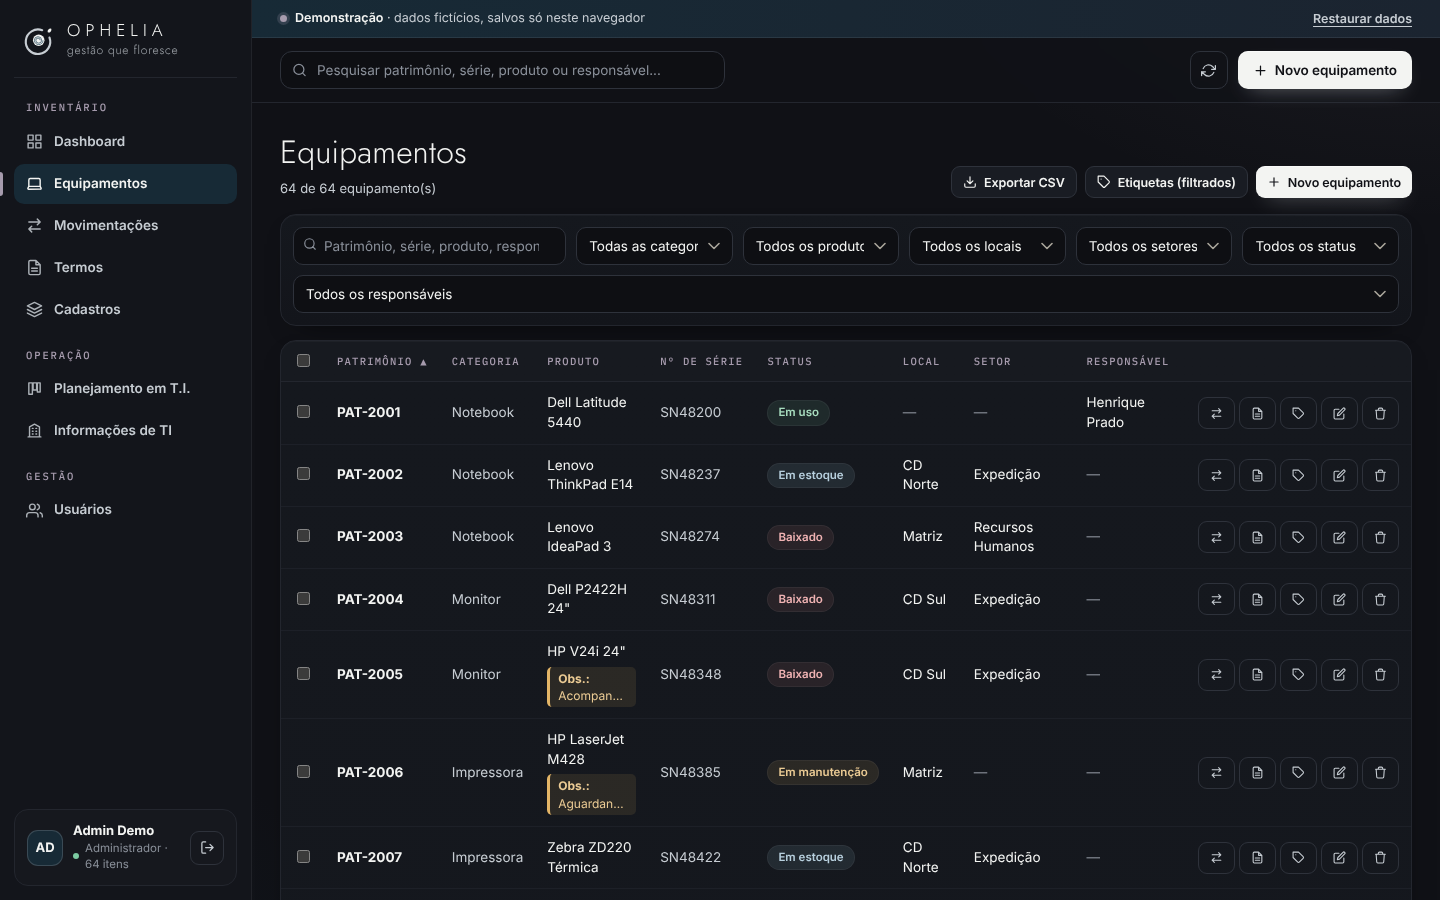 OPHELIA
gestão que floresce
Demonstração · dados fictícios, salvos só neste navegador
Restaurar dados
Pesquisar patrimônio, série, produto ou responsável...
Novo equipamento
INVENTÁRIO
Dashboard
Equipamentos
Movimentações
Termos
Cadastros
OPERAÇÃO
Planejamento em T.I.
Informações de TI
GESTÃO
Usuários
AD
Admin Demo
Administrador ·
64 itens
Equipamentos
64 de 64 equipamento(s)
Exportar CSV
Etiquetas (filtrados)
Novo equipamento
Patrimônio, série, produto, respon
Todas as categor
Todos os produto
Todos os locais
Todos os setores
Todos os status
Todos os responsáveis
PATRIMÔNIO ▲ CATEGORIA PRODUTO Nº DE SÉRIE STATUS LOCAL SETOR RESPONSÁVEL
PAT-2001 Notebook Dell Latitude 5440 SN48200 Em uso — — Henrique Prado
PAT-2002 Notebook Lenovo ThinkPad E14 SN48237 Em estoque CD Norte Expedição —
PAT-2003 Notebook Lenovo IdeaPad 3 SN48274 Baixado Matriz Recursos Humanos —
PAT-2004 Monitor Dell P2422H 24" SN48311 Baixado CD Sul Expedição —
PAT-2005 Monitor HP V24i 24" Obs.: Acompan... SN48348 Baixado CD Sul Expedição —
PAT-2006 Impressora HP LaserJet M428 Obs.: Aguardan... SN48385 Em manutenção Matriz — —
PAT-2007 Impressora Zebra ZD220 Térmica SN48422 Em estoque CD Norte Expedição —